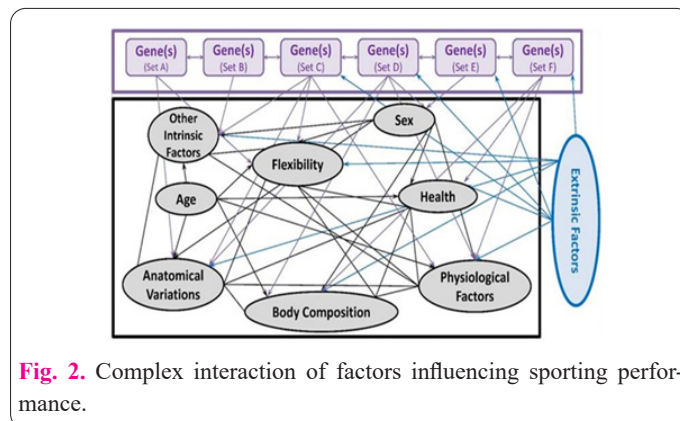 Gene(s) Gene(s) Gene(s) Gene(s) Gene(s) Gene(s)
(Set A) (Set B) (Set C) (Set D) (Set E) (Set F)
Other
Intrinsic
Factors
Sex
Flexibility
Age
Health
Extrinsic Factors
Anatomical
Variations
Physiological
Factors
Body Composition
Fig. 2. Complex interaction of factors influencing sporting perfor-
mance.